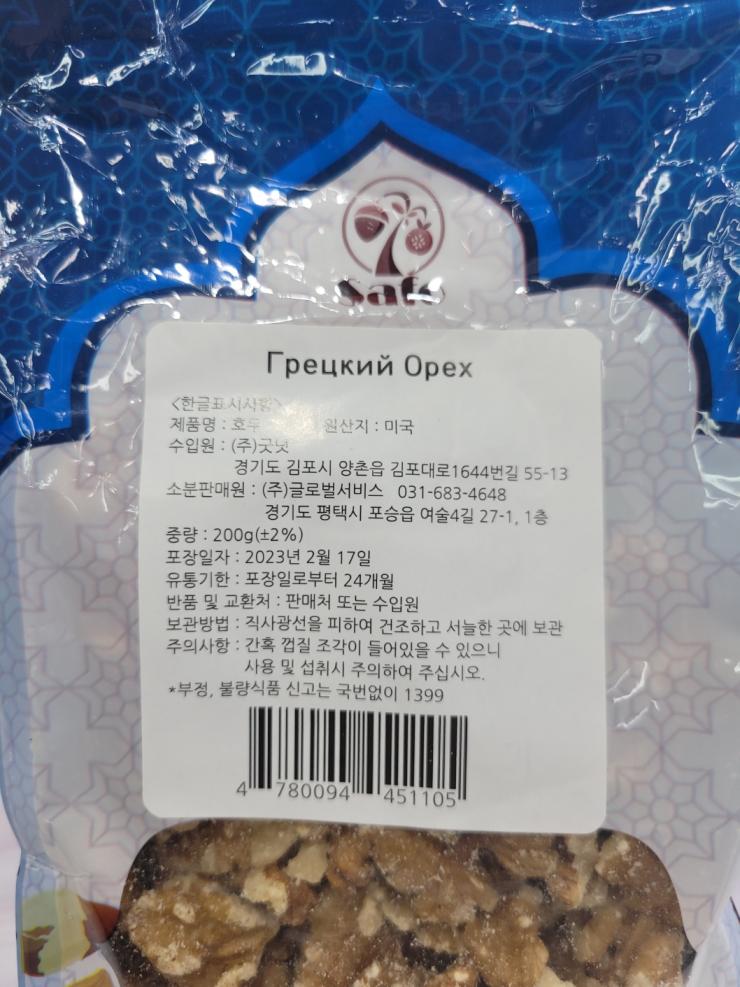 Safo
Грецкий Орех
<한글표시사항>
제품명 : 원산지 : 미국
수입원 : (주)굿넛
경기도 김포시 양촌읍 김포대로1644번길 55-13
소분판매원 : (주)글로벌서비스 031-683-4648
경기도 평택시 포승읍 여술4길 27-1, 1층
중량 : 200g(±2%)
포장일자 : 2023년 2월 17일
유통기한 : 포장일로부터 24개월
반품 및 교환처 : 판매처 또는 수입원
보관방법 : 직사광선을 피하여 건조하고 서늘한 곳에 보관
주의사항 : 간혹 껍질 조각이 들어있을 수 있으니
사용 및 섭취시 주의하여 주십시오.
*부정, 불량식품 신고는 국번없이 1399
4 780094 451105